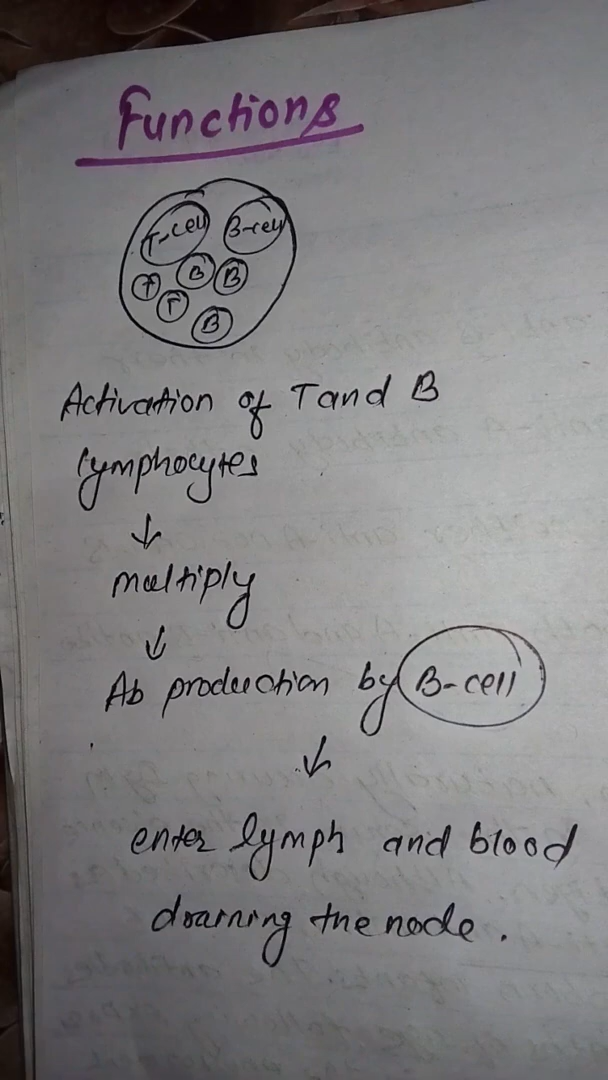 Functions
T-cell B-cell
T B B
T
B
Activation of T and B
lymphocytes
↓
multiply
↓
Ab production by B-cell
↓
enter lymph and blood
draining the node.